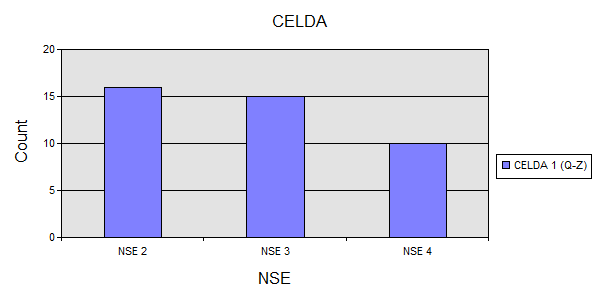 CELDA
20
15
10
5
0
Count
NSE 2 NSE 3 NSE 4
NSE
CELDA 1 (Q-Z)